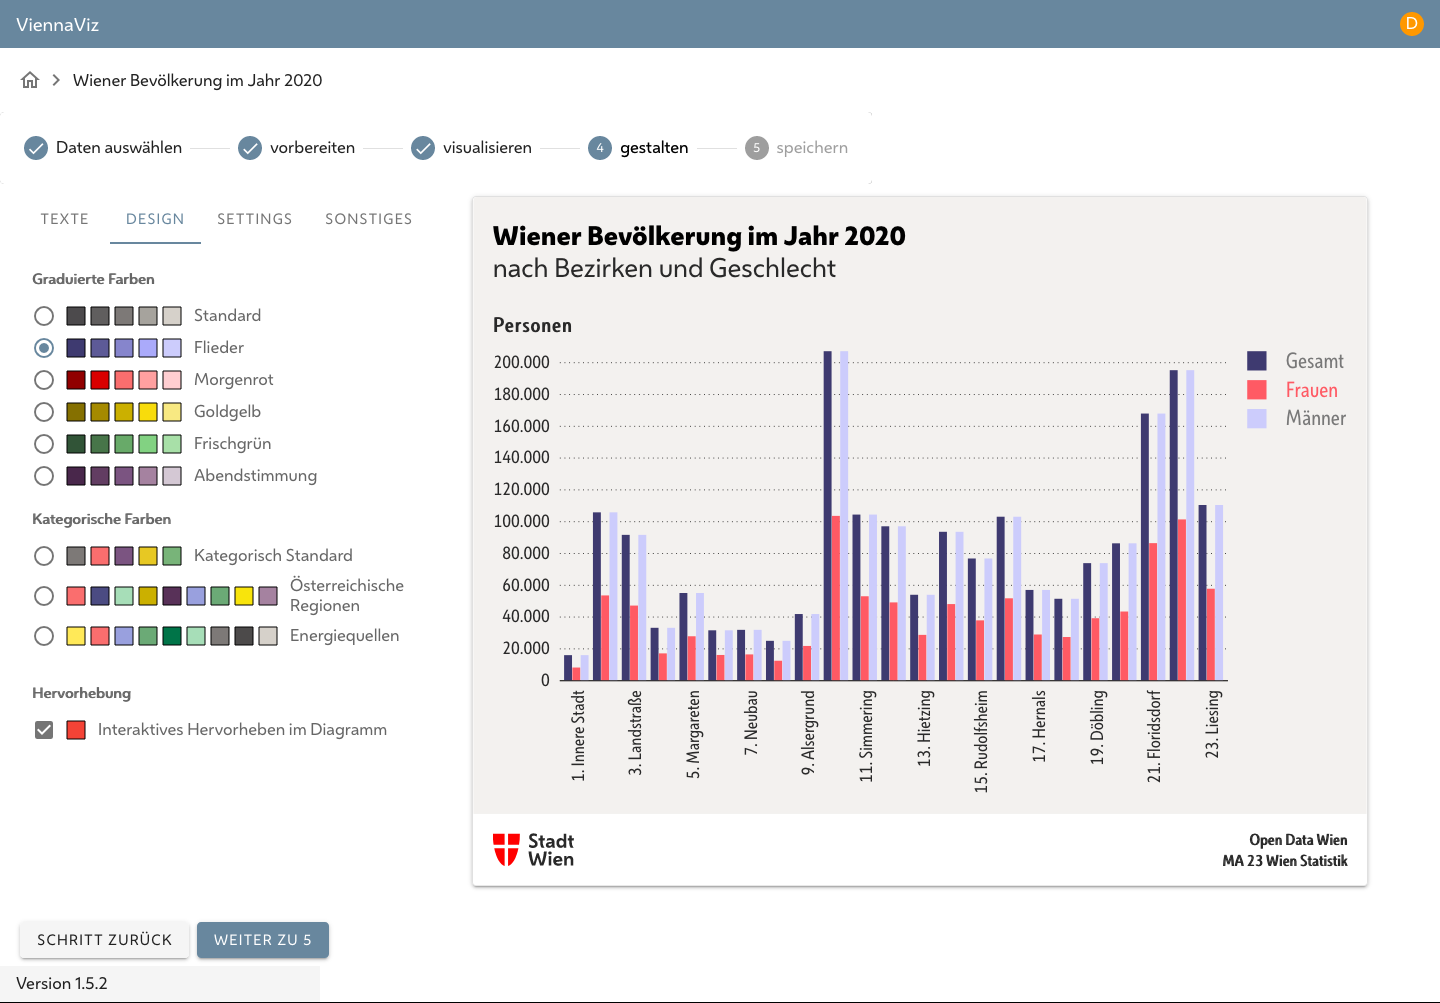 ViennaViz
D
Wiener Bevölkerung im Jahr 2020
Daten auswählen
vorbereiten
visualisieren
4 gestalten
5 speichern
TEXTE
DESIGN
SETTINGS
SONSTIGES
Graduierte Farben
Standard
Flieder
Morgenrot
Goldgelb
Frischgrün
Abendstimmung
Kategorische Farben
Kategorisch Standard
Österreichische
Regionen
Energiequellen
Hervorhebung
Interaktives Hervorheben im Diagramm
Wiener Bevölkerung im Jahr 2020
nach Bezirken und Geschlecht
Personen
200.000
180.000
160.000
140.000
120.000
100.000
80.000
60.000
40.000
20.000
0
1. Innere Stadt
3. Landstraße
5. Margareten
7. Neubau
9. Alsergrund
11. Simmering
13. Hietzing
15. Rudolfsheim
17. Hernals
19. Döbling
21. Floridsdorf
23. Liesing
Gesamt
Frauen
Männer
Stadt
Wien
Open Data Wien
MA 23 Wien Statistik
SCHRITT ZURÜCK
WEITER ZU 5
Version 1.5.2